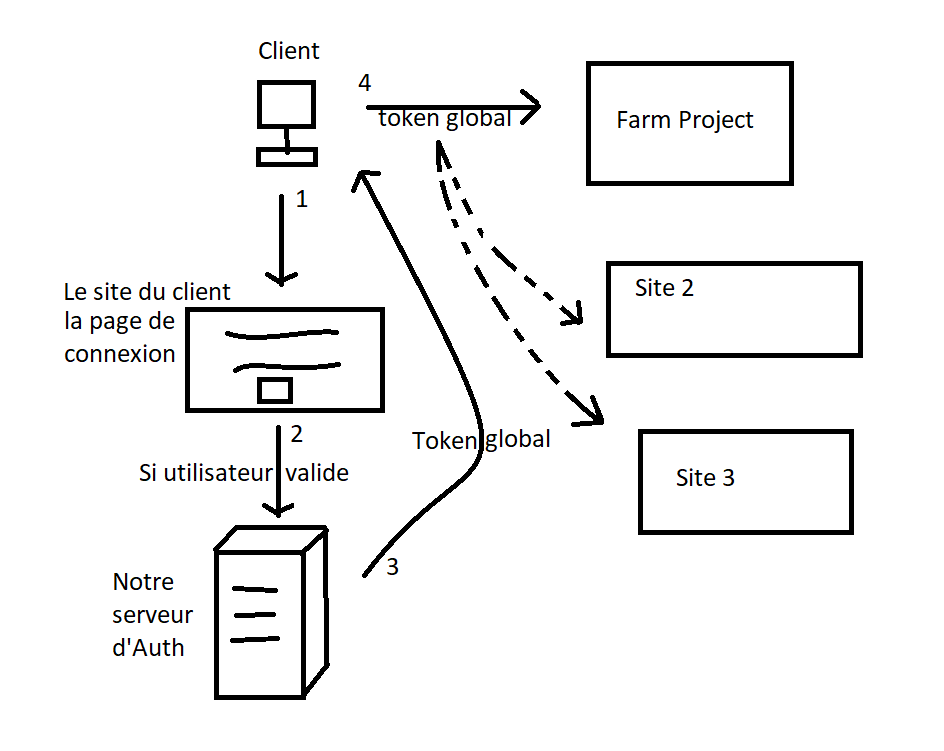 Client
4
token global
Farm Project
1
Le site du client
la page de
connexion
Site 2
2
Si utilisateur valide
Token global
Site 3
3
Notre
serveur
d'Auth